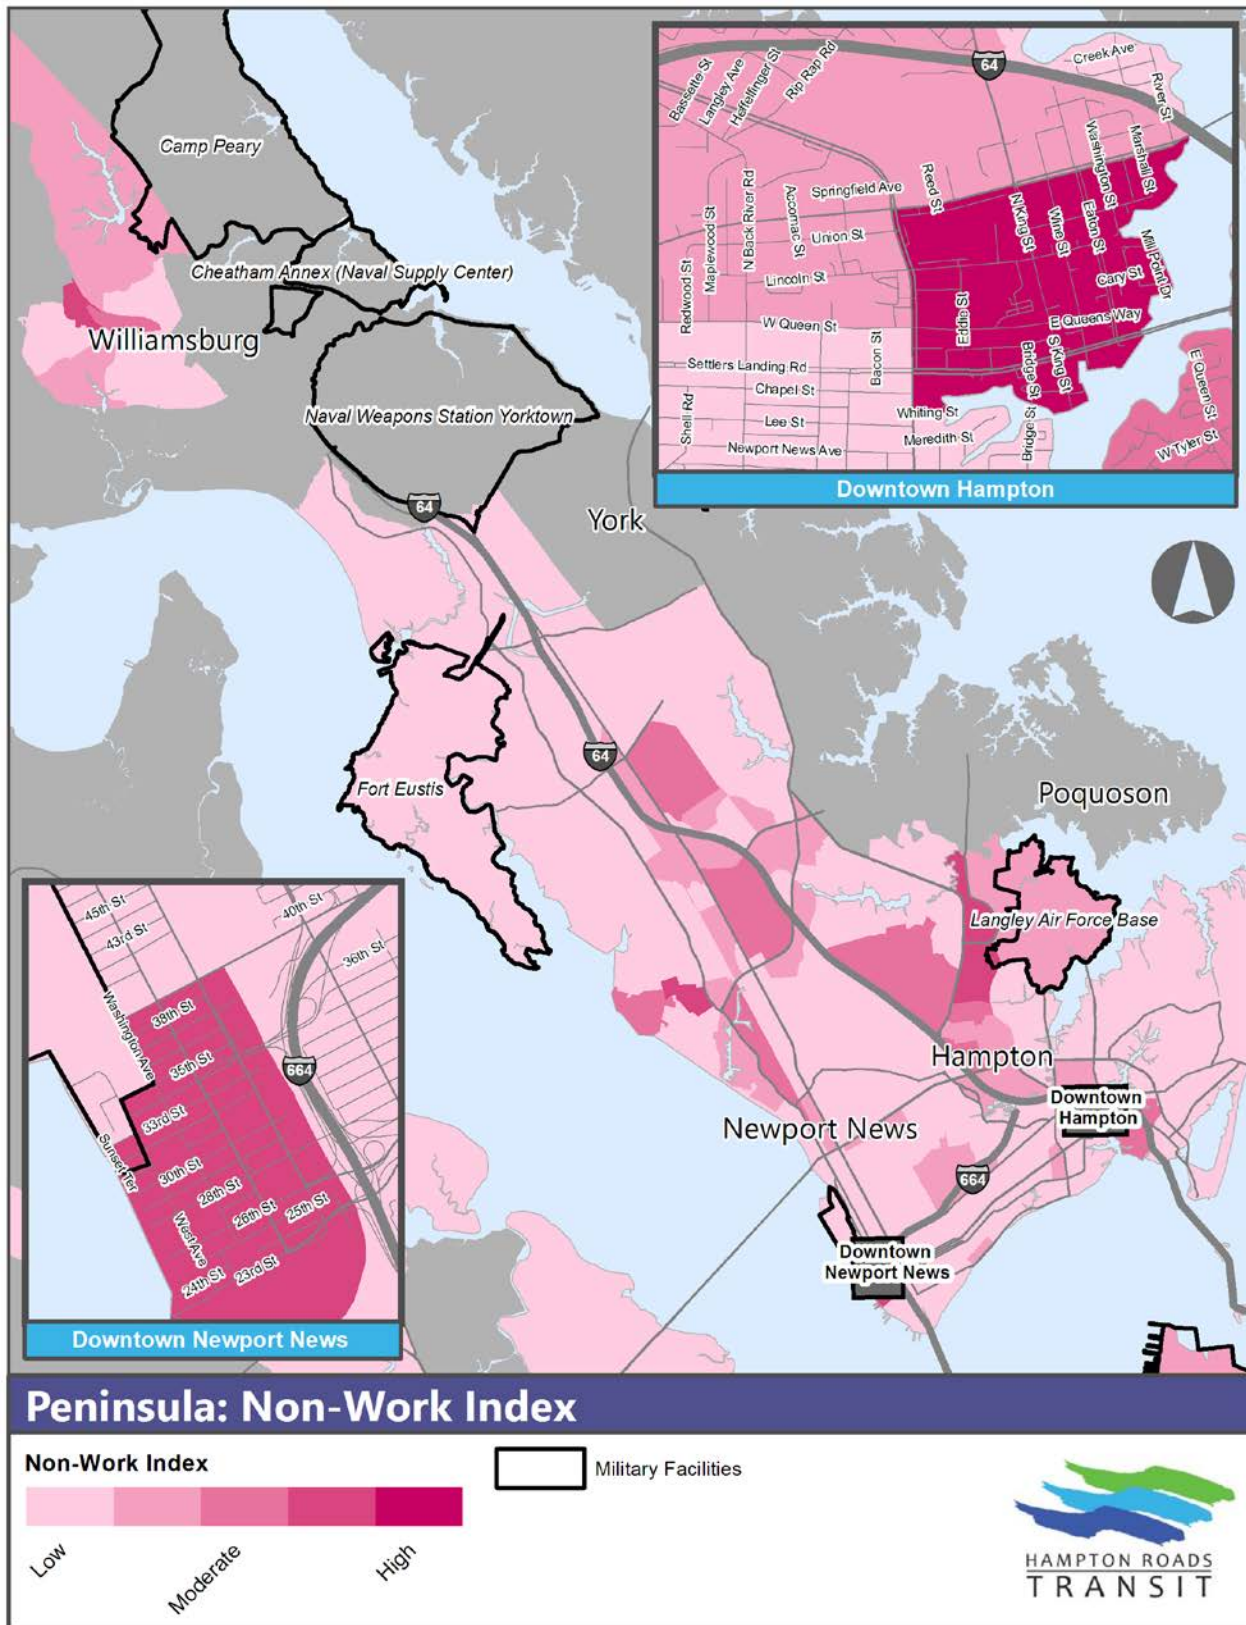 Camp Peary
Cheatham Annex (Naval Supply Center)
Williamsburg
Naval Weapons Station Yorktown
64
York
64
Fort Eustis
Poquoson
Langley Air Force Base
Hampton
Downtown
Hampton
Newport News
664
Downtown
Newport News
64
Creek Ave
River St
Bassette St
Langley Ave
Heffelfinger St
Rip Rap Rd
Washington St
Marshall St
Reed St
Springfield Ave
N King St
Wine St
Eaton St
Mill Point Dr
Maplewood St
N Back River Rd
Accomac St
Union St
Lincoln St
Cary St
Redwood St
W Queen St
Eddie St
E Queens Way
Settlers Landing Rd
Bacon St
Bridge St
S King St
E Queen St
Chapel St
Shell Rd
Lee St
Whiting St
Meredith St
Bridge St
W Tyler St
Newport News Ave
Downtown Hampton
45th St
40th St
43rd St
36th St
Washington Ave
38th St
35th St
664
33rd St
Sunset Ter
30th St
28th St
26th St
25th St
West Ave
24th St
23rd St
Downtown Newport News
Peninsula: Non-Work Index
Non-Work Index
Low
Moderate
High
Military Facilities
HAMPTON ROADS
TRANSIT